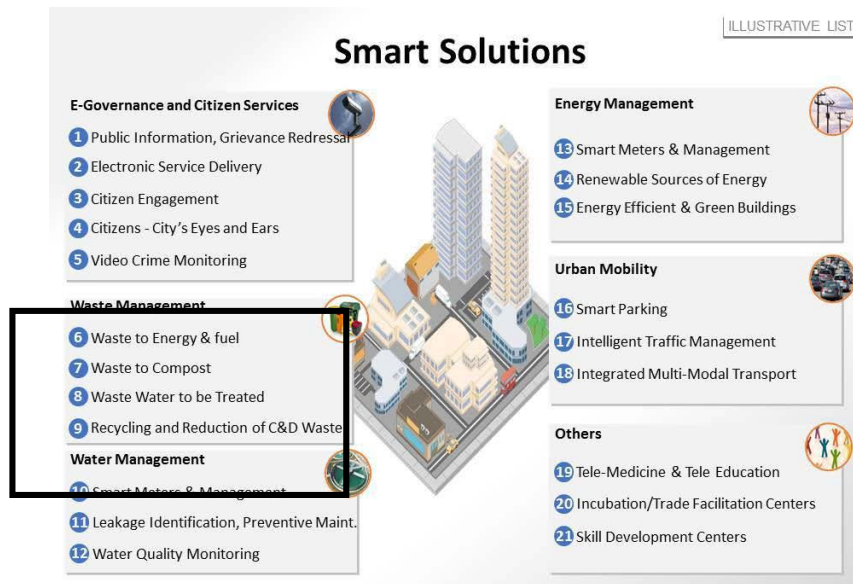 ILLUSTRATIVE LIST
Smart Solutions
E-Governance and Citizen Services
1 Public Information, Grievance Redressal
2 Electronic Service Delivery
3 Citizen Engagement
4 Citizens - City's Eyes and Ears
5 Video Crime Monitoring
Waste Management
6 Waste to Energy & fuel
7 Waste to Compost
8 Waste Water to be Treated
9 Recycling and Reduction of C&D Waste
Water Management
10 Smart Meters & Management
11 Leakage Identification, Preventive Maint.
12 Water Quality Monitoring
Energy Management
13 Smart Meters & Management
14 Renewable Sources of Energy
15 Energy Efficient & Green Buildings
Urban Mobility
16 Smart Parking
17 Intelligent Traffic Management
18 Integrated Multi-Modal Transport
Others
19 Tele-Medicine & Tele Education
20 Incubation/Trade Facilitation Centers
21 Skill Development Centers